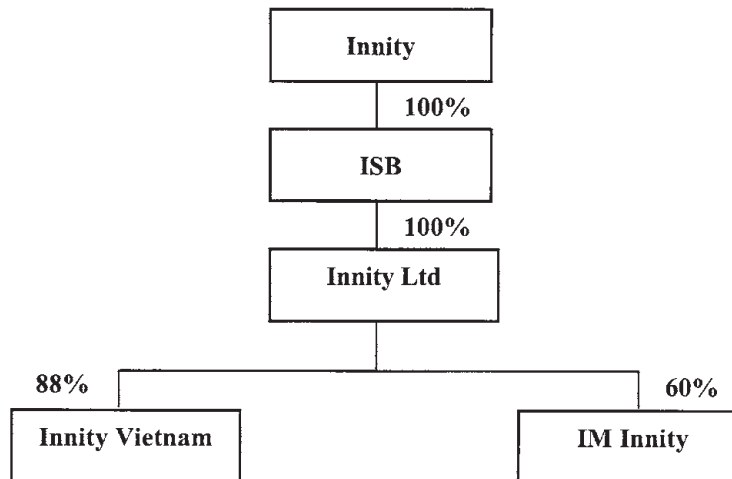 Innity
100%
ISB
100%
Innity Ltd
88%
60%
Innity Vietnam
IM Innity